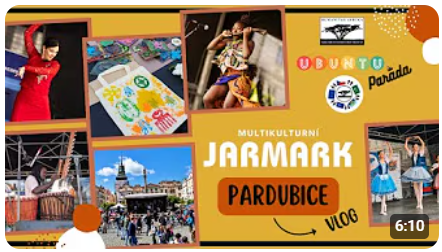 UBUNTU
Paráda
MULTIKULTURNÍ
JARMARK
PARDUBICE
VLOG
6:10